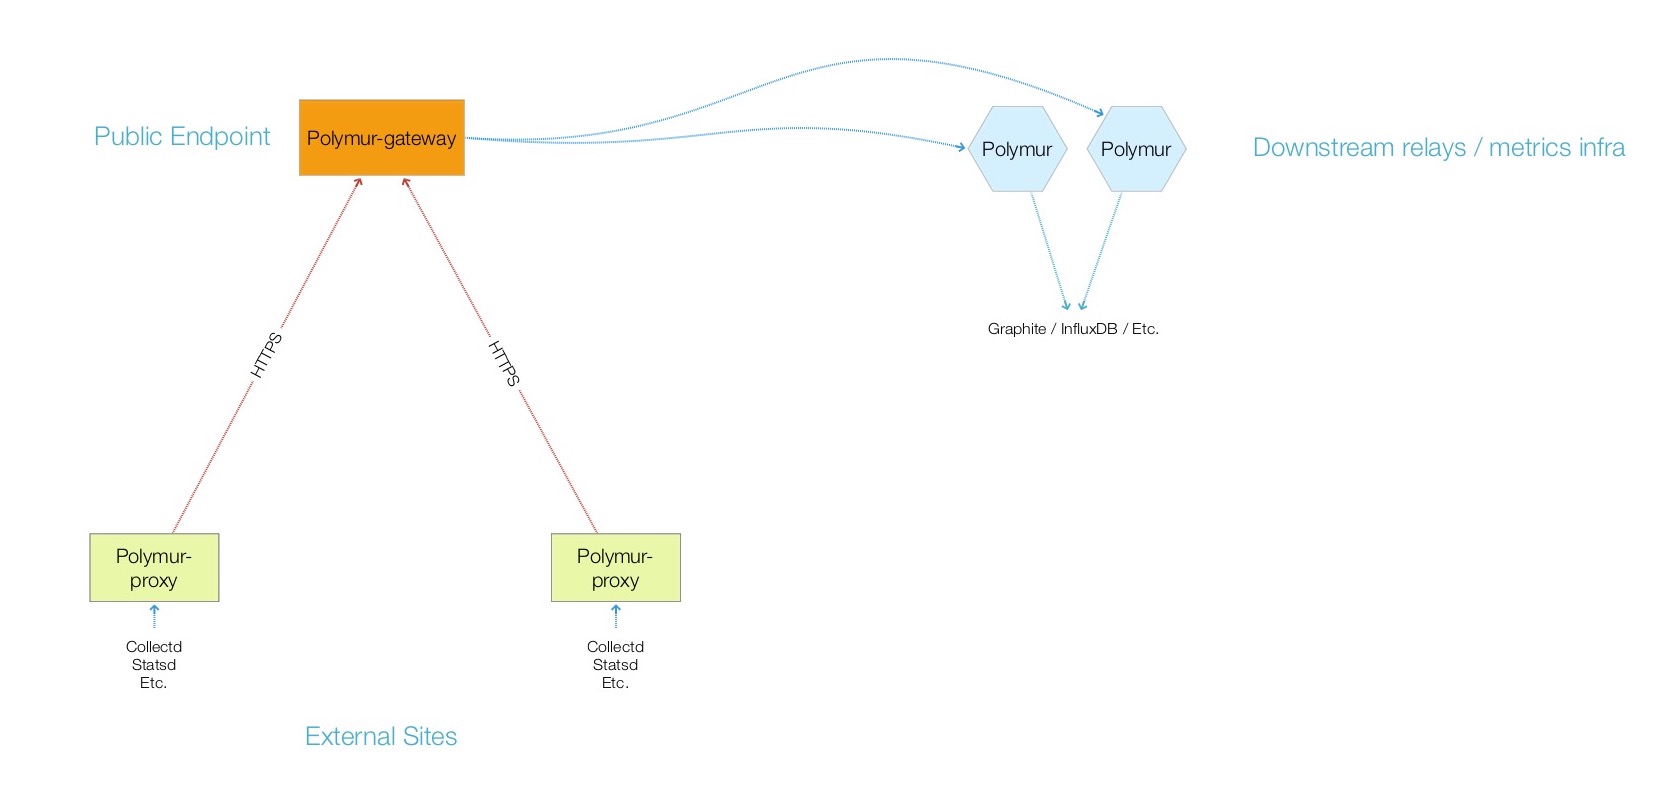 Public Endpoint
Polymur-gateway
Polymur
Polymur
Downstream relays / metrics infra
Graphite / InfluxDB / Etc.
HTTPS
HTTPS
Polymur-
proxy
Collectd
Statsd
Etc.
Polymur-
proxy
Collectd
Statsd
Etc.
External Sites